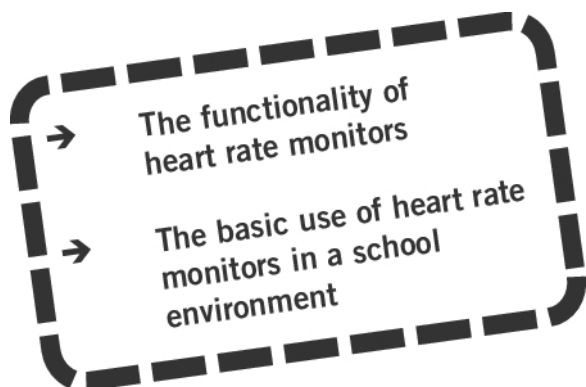 → The functionality of
heart rate monitors
→ The basic use of heart rate
monitors in a school
environment